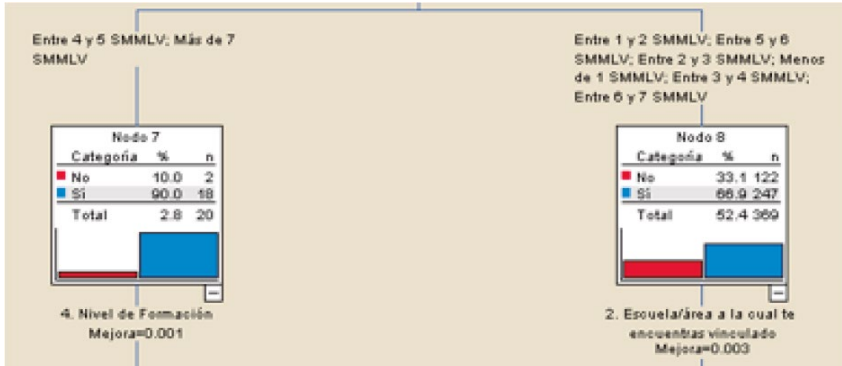 Entre 4 y 5 SMMLV; Más de 7
SMMLV
Nodo 7
Categoría % n
No 10.0 2
Sí 90.0 18
Total 2.8 20
4. Nivel de Formación
Mejora=0.001
Entre 1 y 2 SMMLV; Entre 5 y 6
SMMLV; Entre 2 y 3 SMMLV; Menos
de 1 SMMLV; Entre 3 y 4 SMMLV;
Entre 6 y 7 SMMLV
Nodo 8
Categoría % n
No 33.1 122
Sí 66.9 247
Total 52.4 369
2. Escuela/área a la cual te
encuentras vinculado
Mejora=0.003